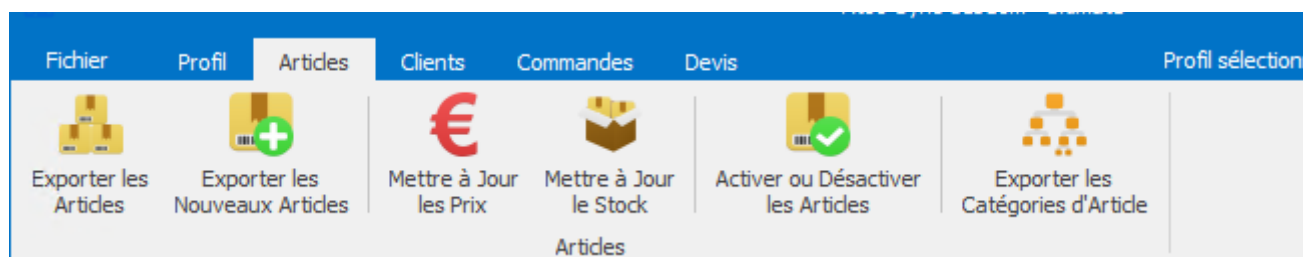 Fichier Profil Articles Clients Commandes Devis Profil sélection
Exporter les Exporter les Mettre à Jour Mettre à Jour Activer ou Désactiver Exporter les
Articles Nouveaux Articles les Prix le Stock les Articles Catégories d'Article
Articles